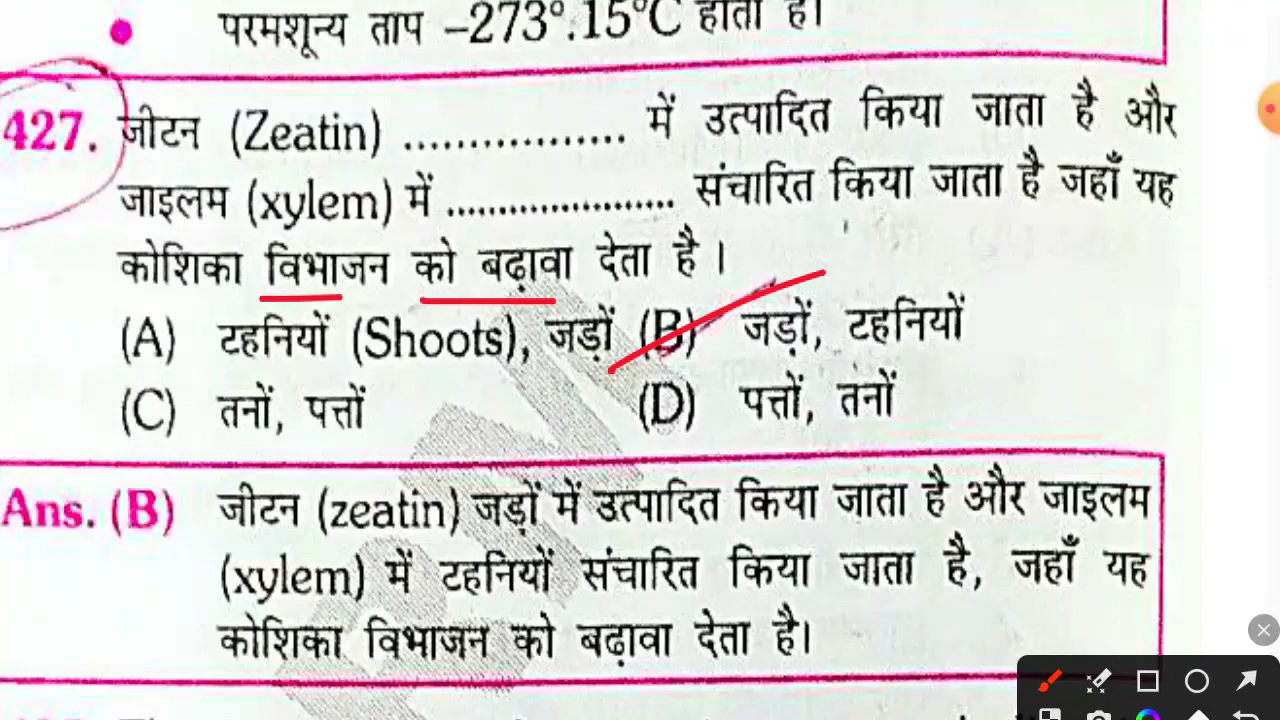 परमशून्य ताप –273°.15°C होता है।
427. जीटन (Zeatin) ................. में उत्पादित किया जाता है और
जाइलम (xylem) में ...................... संचारित किया जाता है जहाँ यह
कोशिका विभाजन को बढ़ावा देता है ।
(A) टहनियों (Shoots), जड़ों (B) जड़ों, टहनियों
(C) तनों, पत्तों (D) पत्तों, तनों
Ans. (B) जीटन (zeatin) जड़ों में उत्पादित किया जाता है और जाइलम
(xylem) में टहनियों संचारित किया जाता है, जहाँ यह
कोशिका विभाजन को बढ़ावा देता है।